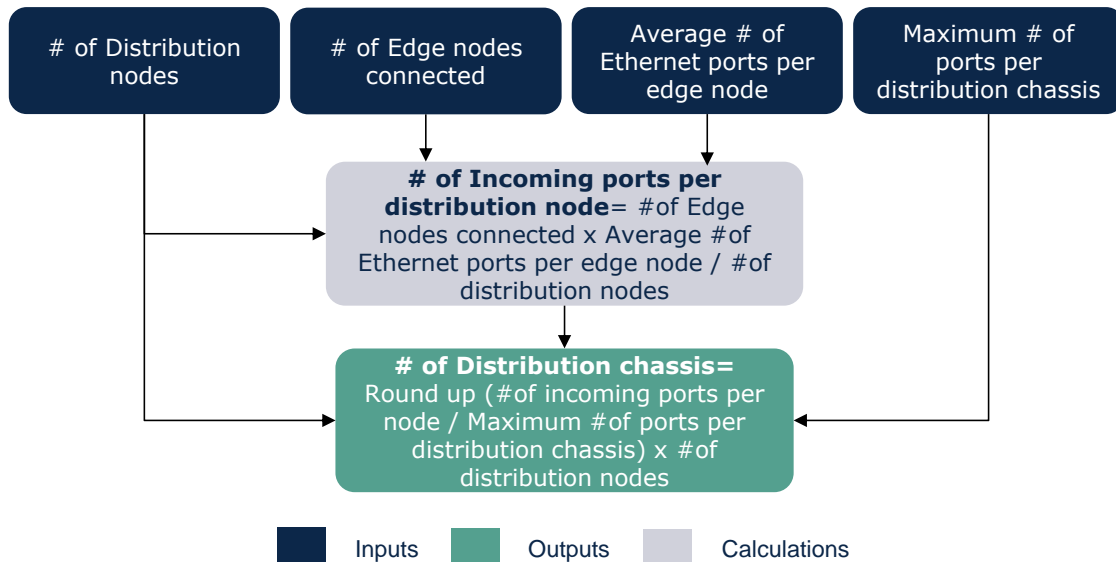 # of Distribution
nodes
# of Edge nodes
connected
Average # of
Ethernet ports per
edge node
Maximum # of
ports per
distribution chassis
# of Incoming ports per
distribution node= #of Edge
nodes connected x Average #of
Ethernet ports per edge node / #of
distribution nodes
# of Distribution chassis=
Round up (#of incoming ports per
node / Maximum #of ports per
distribution chassis) x #of
distribution nodes
Inputs
Outputs
Calculations